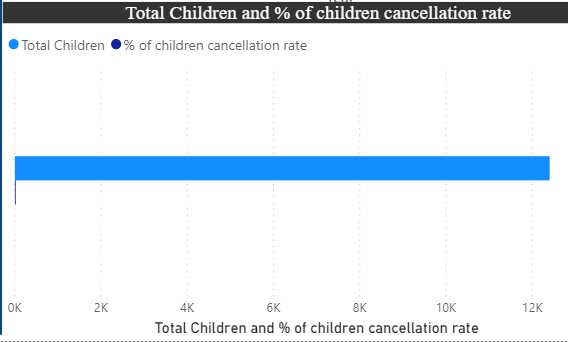 Total Children and % of children cancellation rate
Total Children % of children cancellation rate
0K 2K 4K 6K 8K 10K 12K
Total Children and % of children cancellation rate